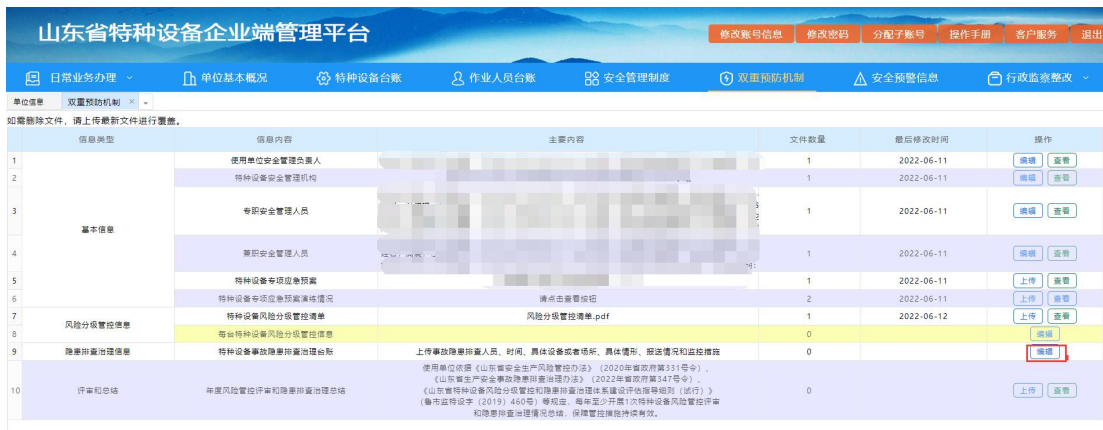 山东省特种设备企业端管理平台
修改账号信息 修改密码 分配子账号 操作手册 客户服务 退出
日常业务办理 单位基本概况 特种设备台账 作业人员台账 安全管理制度 双重预防机制 安全预警信息 行政监察整改
单位信息 双重预防机制 ×
如需删除文件，请上传最新文件进行覆盖。
信息类型 信息内容 主要内容 文件数量 最后修改时间 操作
1 使用单位安全管理负责人 1 2022-06-11 编辑 查看
2 特种设备安全管理机构 1 2022-06-11 编辑 查看
3 专职安全管理人员 1 2022-06-11 编辑 查看
基本信息
4 兼职安全管理人员 1 2022-06-11 编辑 查看
5 特种设备专项应急预案 1 2022-06-11 上传 查看
6 特种设备专项应急预案演练情况 请点击查看按钮 2 2022-06-11 上传 查看
7 特种设备风险分级管控清单 风险分级管控清单.pdf 1 2022-06-12 上传 查看
风险分级管控信息
8 每台特种设备风险分级管控信息 0 编辑
9 隐患排查治理信息 特种设备事故隐患排查治理台账 上传事故隐患排查人员、时间、具体设备或者场所、具体情形、报送情况和监控措施 0 编辑
使用单位依据《山东省安全生产风险管控办法》（2020年省政府第331号令）、
《山东省生产安全事故隐患排查治理办法》（2022年省政府第347号令）、
10 评审和总结 年度风险管控评审和隐患排查治理总结 《山东省特种设备风险分级管控和隐患排查治理体系建设评估指导细则（试行）》 0 上传 查看
（鲁市监特设字（2019）460号）等规定，每年至少开展1次特种设备风险管控评审
和隐患排查治理情况总结，保障管控措施持续有效。